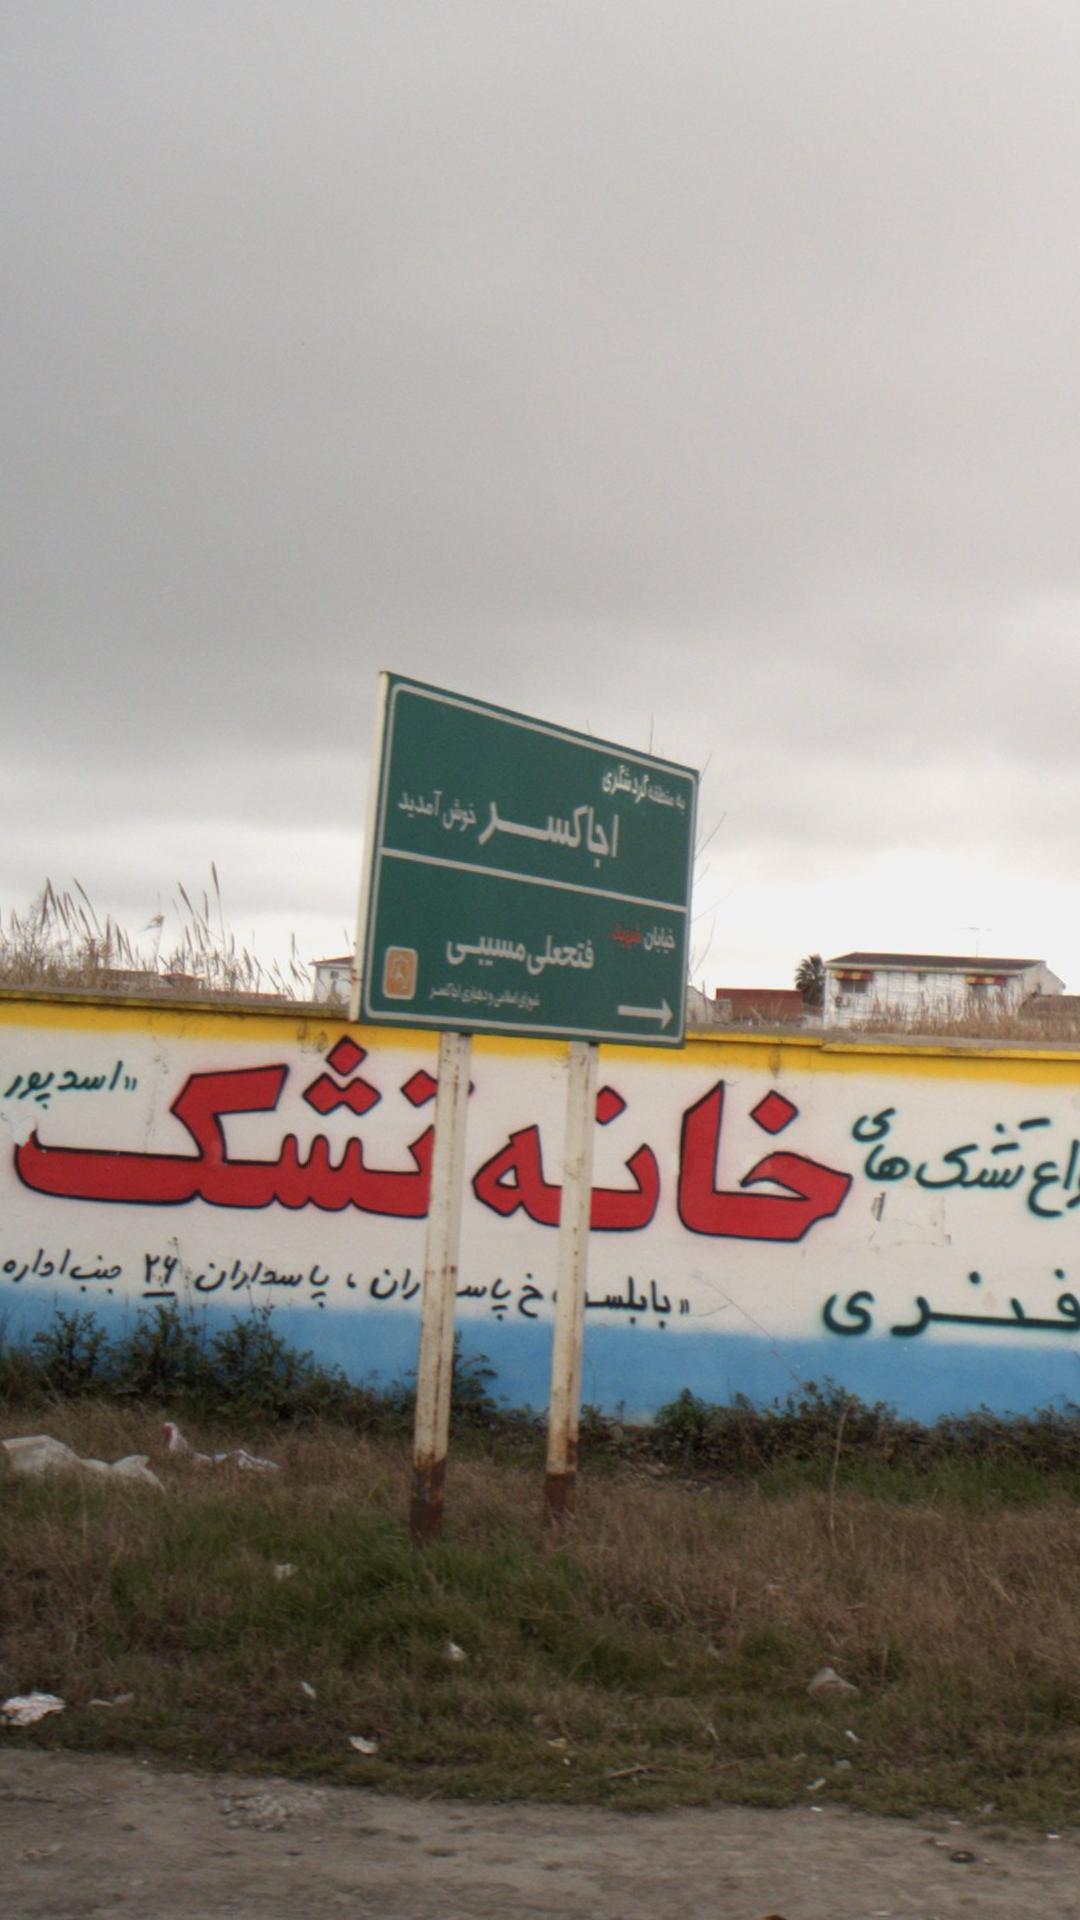 به منطقه گردشگری
اجاکسر خوش آمدید
خیابان شهید
فتحعلی مسیبی
شورای اسلامی و دهیاری اجاکسر
تشک های
فنری
خانه تشک
«اسدپور
«بابلسر خ پاسداران ، پاسداران ۲۶ جنب اداره